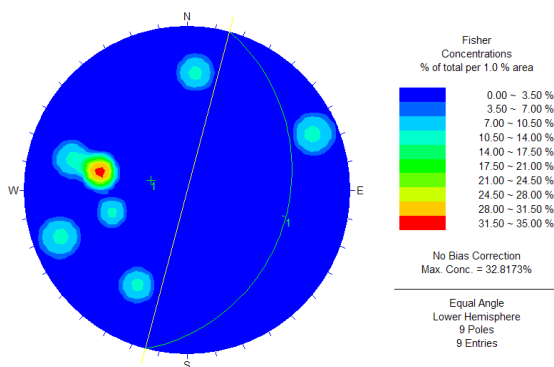 N
W
E
S
1
1
Fisher
Concentrations
% of total per 1.0 % area
0.00 ~ 3.50 %
3.50 ~ 7.00 %
7.00 ~ 10.50 %
10.50 ~ 14.00 %
14.00 ~ 17.50 %
17.50 ~ 21.00 %
21.00 ~ 24.50 %
24.50 ~ 28.00 %
28.00 ~ 31.50 %
31.50 ~ 35.00 %
No Bias Correction
Max. Conc. = 32.8173%
Equal Angle
Lower Hemisphere
9 Poles
9 Entries